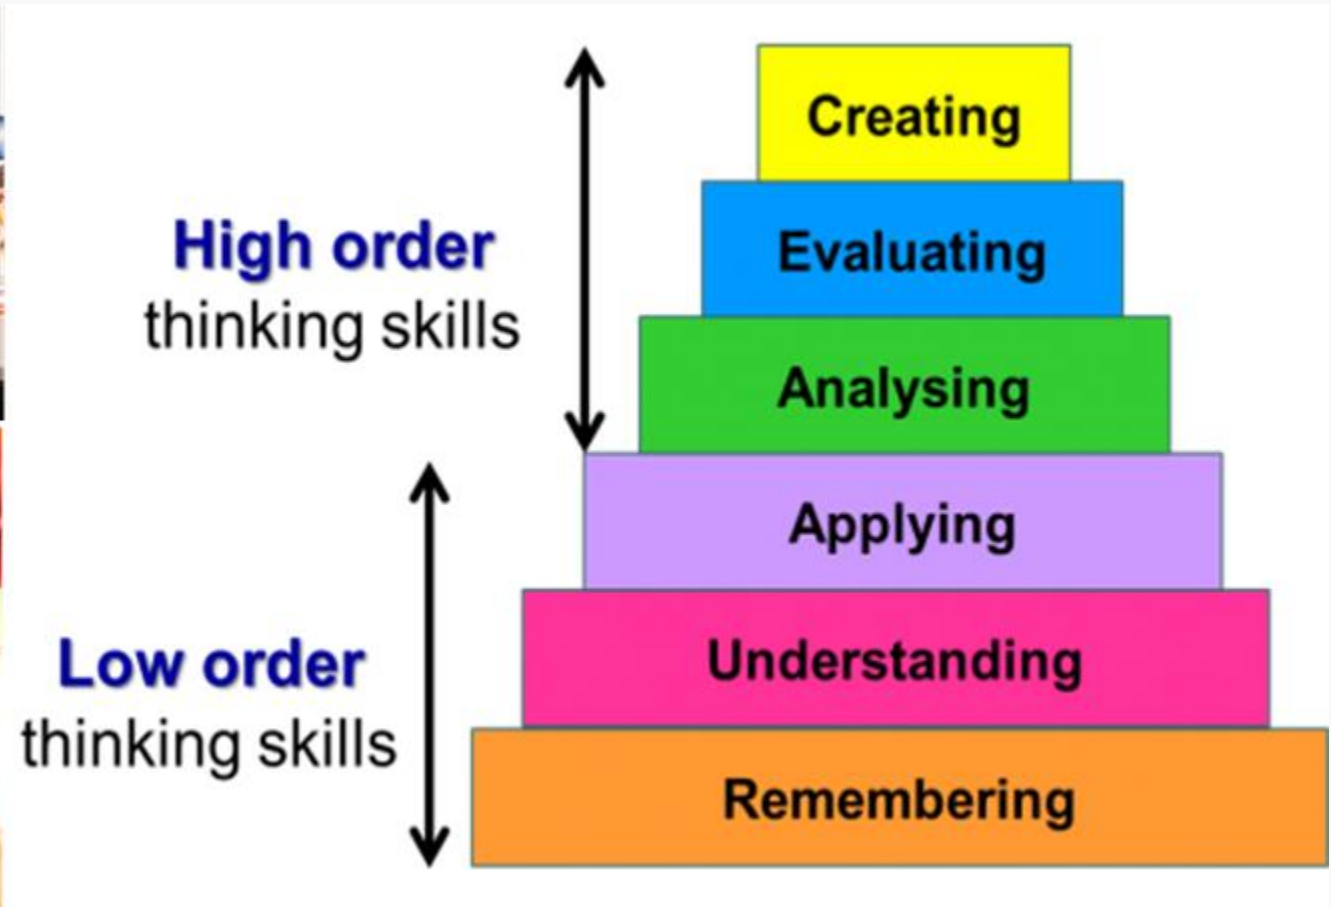 Creating
Evaluating
High order
thinking skills
Analysing
Applying
Understanding
Low order
thinking skills
Remembering